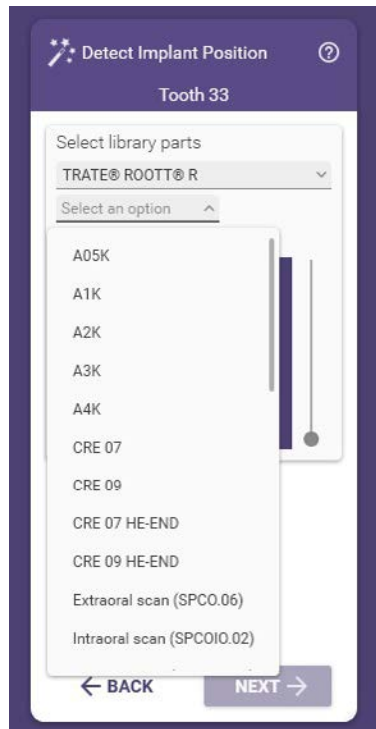 Detect Implant Position
Tooth 33
Select library parts
TRATE® ROOTT® R
Select an option
A05K
A1K
A2K
A3K
A4K
CRE 07
CRE 09
CRE 07 HE-END
CRE 09 HE-END
Extraoral scan (SPCO.06)
Intraoral scan (SPCOIO.02)
← BACK NEXT →